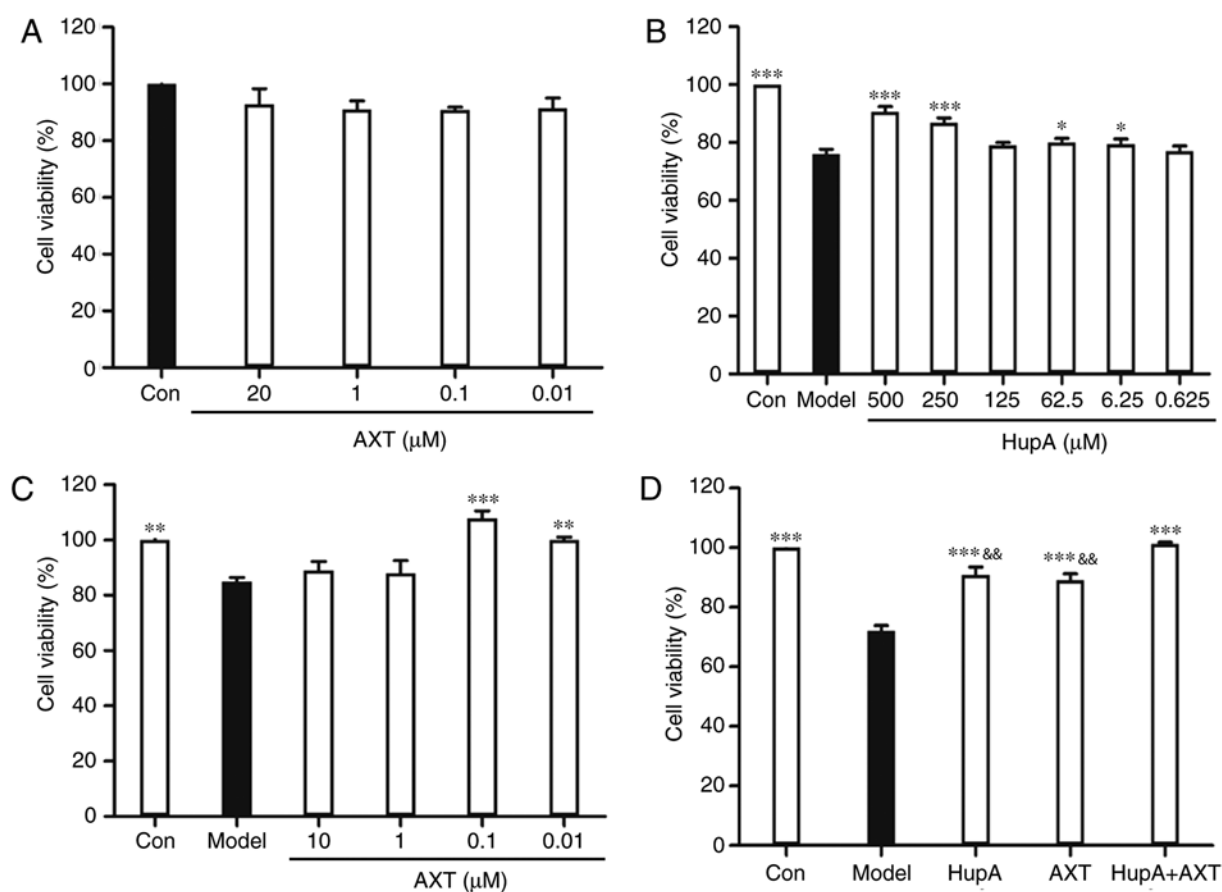 A
Cell viability (%)
120
100
80
60
40
20
0
Con 20 1 0.1 0.01
AXT (μM)
B
Cell viability (%)
120
100
80
60
40
20
0
*** *** *** * *
Con Model 500 250 125 62.5 6.25 0.625
HupA (μM)
C
Cell viability (%)
120
100
80
60
40
20
0
** *** **
Con Model 10 1 0.1 0.01
AXT (μM)
D
Cell viability (%)
120
100
80
60
40
20
0
*** ***&& ***&& ***
Con Model HupA AXT HupA+AXT